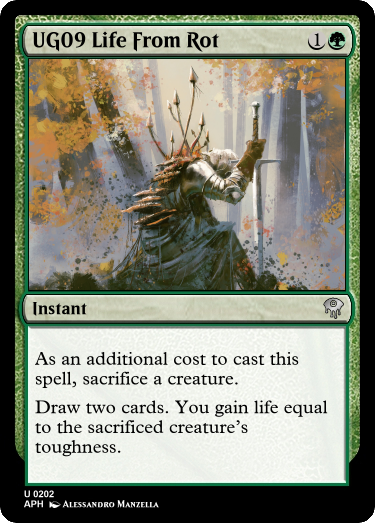 UG09 Life From Rot 1
Instant
As an additional cost to cast this
spell, sacrifice a creature.
Draw two cards. You gain life equal
to the sacrificed creature's
toughness.
U 0202
APH Alessandro Manzella